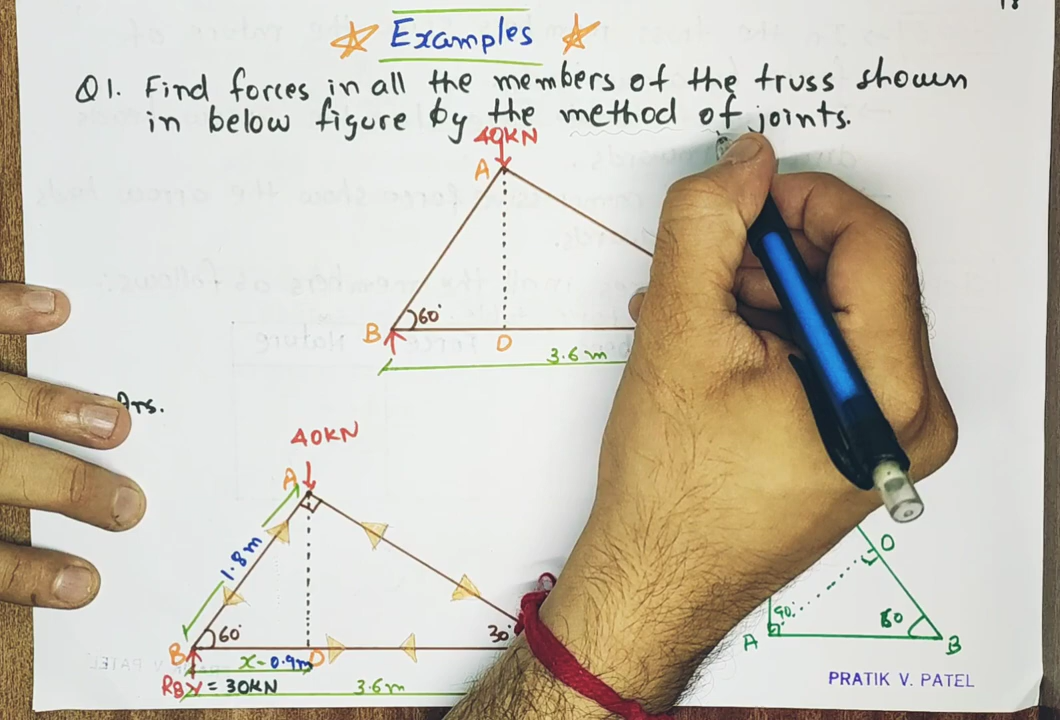 Examples
Q1. Find forces in all the members of the truss shown
in below figure by the method of joints.
40KN
A
B 60°
D
3.6 m
Ans.
40KN
A
1.8m
B 60°
D
30°
x=0.9m
RBV = 30KN
3.6m
O
90°
60
A
B
PRATIK V. PATEL